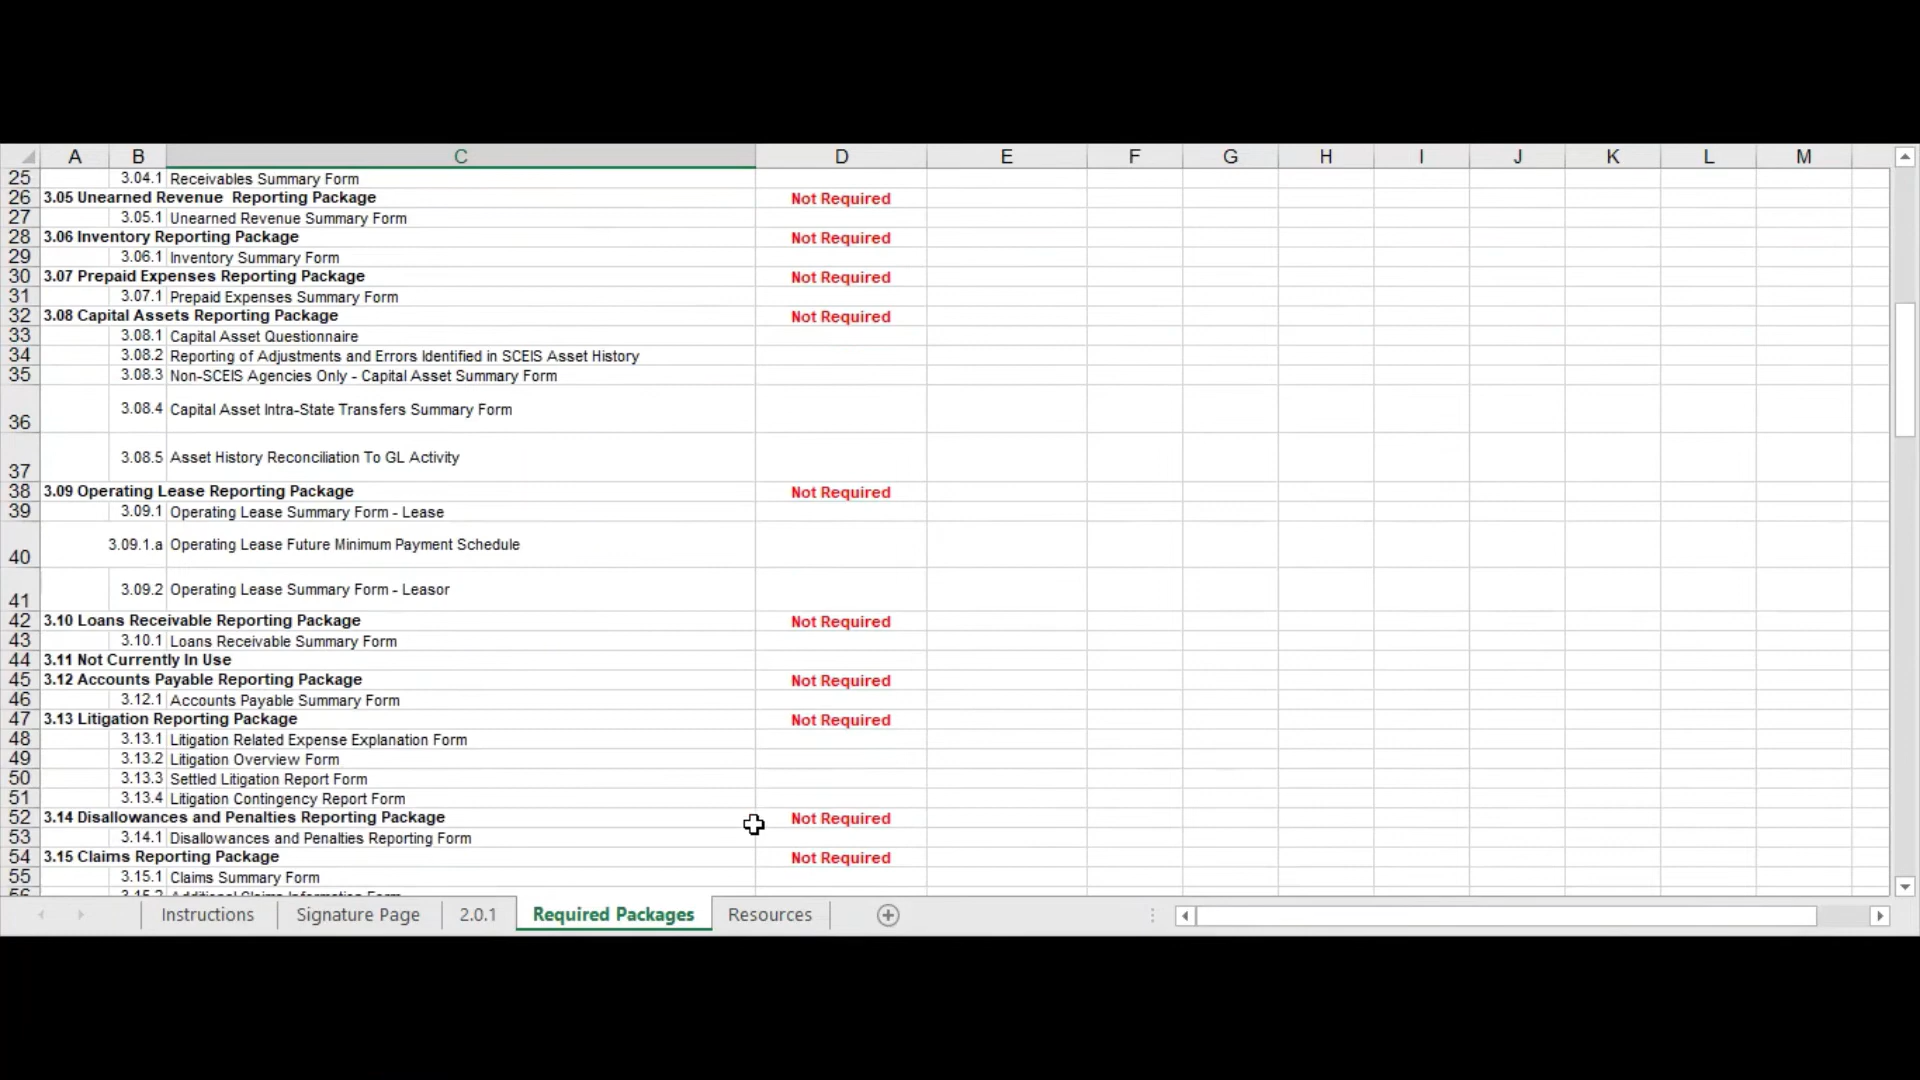 A B C D E F G H I J K L M
25 3.04.1 Receivables Summary Form
26 3.05 Unearned Revenue  Reporting Package Not Required
27 3.05.1 Unearned Revenue Summary Form
28 3.06 Inventory Reporting Package Not Required
29 3.06.1 Inventory Summary Form
30 3.07 Prepaid Expenses Reporting Package Not Required
31 3.07.1 Prepaid Expenses Summary Form
32 3.08 Capital Assets Reporting Package Not Required
33 3.08.1 Capital Asset Questionnaire
34 3.08.2 Reporting of Adjustments and Errors Identified in SCEIS Asset History
35 3.08.3 Non-SCEIS Agencies Only - Capital Asset Summary Form
36 3.08.4 Capital Asset Intra-State Transfers Summary Form
37 3.08.5 Asset History Reconciliation To GL Activity
38 3.09 Operating Lease Reporting Package Not Required
39 3.09.1 Operating Lease Summary Form - Lease
40 3.09.1.a Operating Lease Future Minimum Payment Schedule
41 3.09.2 Operating Lease Summary Form - Leasor
42 3.10 Loans Receivable Reporting Package Not Required
43 3.10.1 Loans Receivable Summary Form
44 3.11 Not Currently In Use
45 3.12 Accounts Payable Reporting Package Not Required
46 3.12.1 Accounts Payable Summary Form
47 3.13 Litigation Reporting Package Not Required
48 3.13.1 Litigation Related Expense Explanation Form
49 3.13.2 Litigation Overview Form
50 3.13.3 Settled Litigation Report Form
51 3.13.4 Litigation Contingency Report Form
52 3.14 Disallowances and Penalties Reporting Package Not Required
53 3.14.1 Disallowances and Penalties Reporting Form
54 3.15 Claims Reporting Package Not Required
55 3.15.1 Claims Summary Form
56 3.15.2 Additional Claims Information Form
Instructions Signature Page 2.0.1 Required Packages Resources